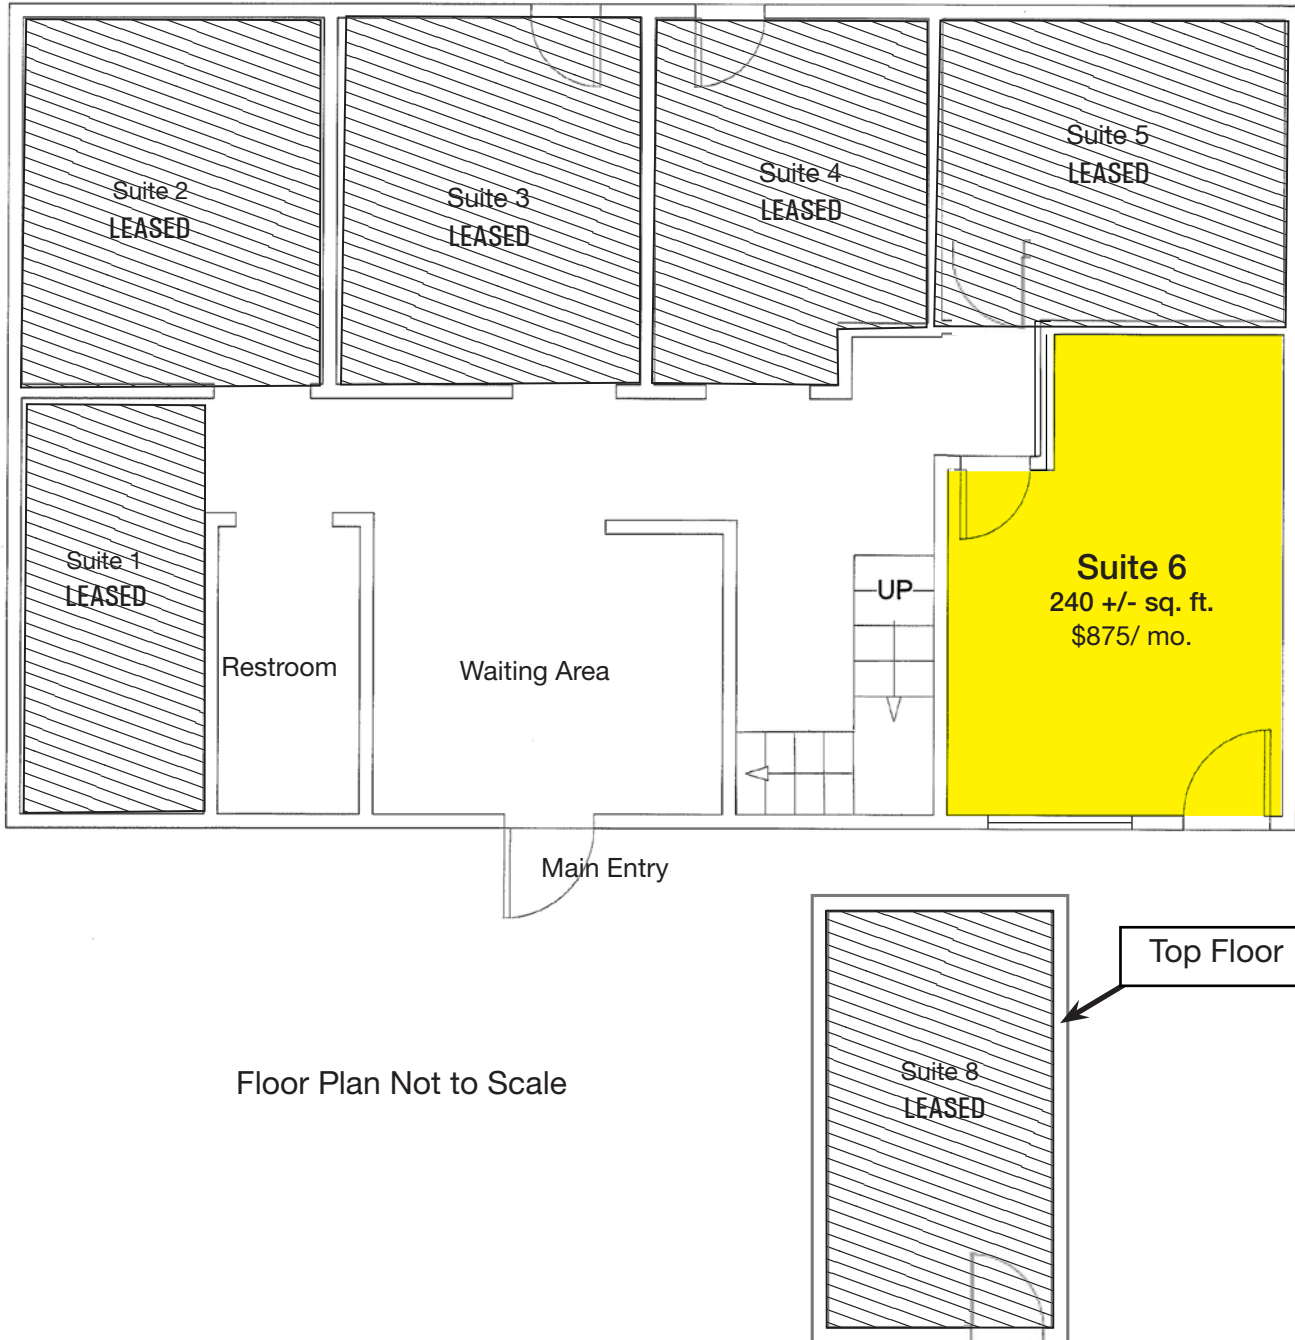 Suite 2
LEASED
Suite 3
LEASED
Suite 4
LEASED
Suite 5
LEASED
Suite 1
LEASED
Restroom
Waiting Area
UP
Suite 6
240 +/- sq. ft.
$875/ mo.
Main Entry
Top Floor
Floor Plan Not to Scale
Suite 8
LEASED